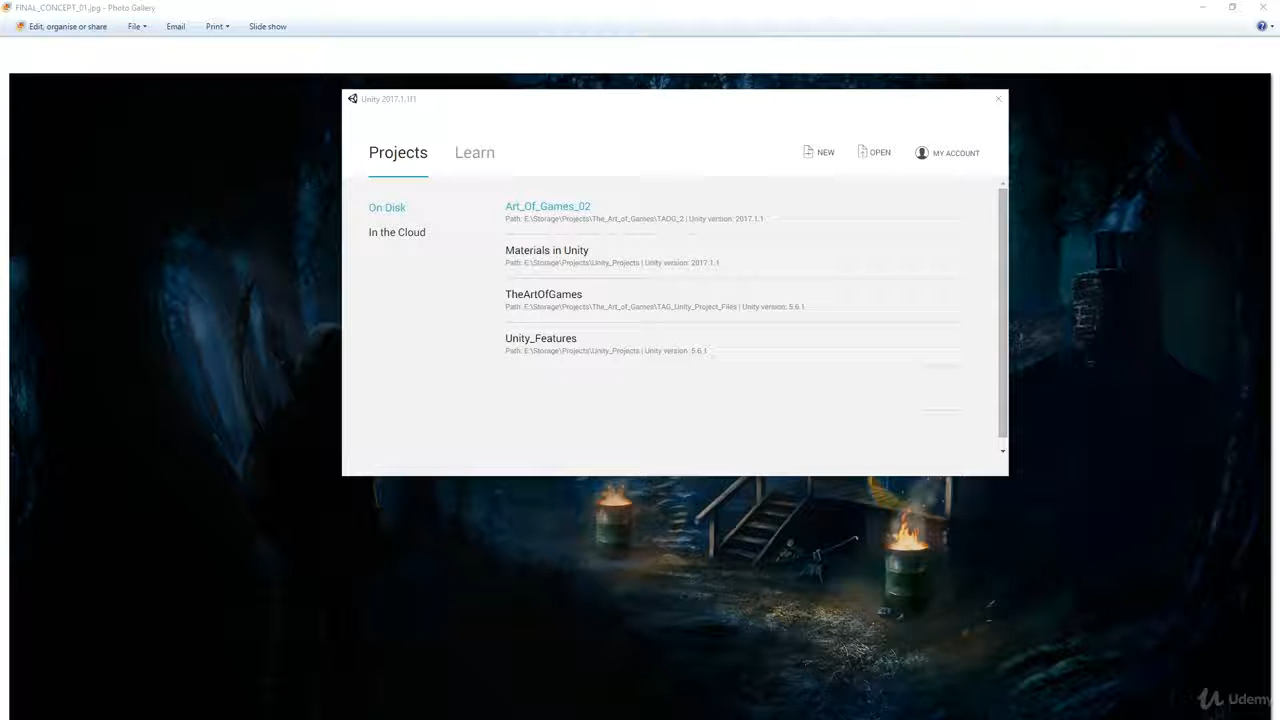 FINAL_CONCEPT_01.jpg - Photo Gallery
Edit, organise or share File Email Print Slide show
Unity 2017.1.1f1
Projects Learn NEW OPEN MY ACCOUNT
On Disk
In the Cloud
Art_Of_Games_02
Path: E:\Storage\Projects\The_Art_of_Games\TAOG_2 | Unity version: 2017.1.1
Materials in Unity
Path: E:\Storage\Projects\Unity_Projects | Unity version: 2017.1.1
TheArtOfGames
Path: E:\Storage\Projects\The_Art_of_Games\TAG_Unity_Project_Files | Unity version: 5.6.1
Unity_Features
Path: E:\Storage\Projects\Unity_Projects | Unity version: 5.6.1
Udemy